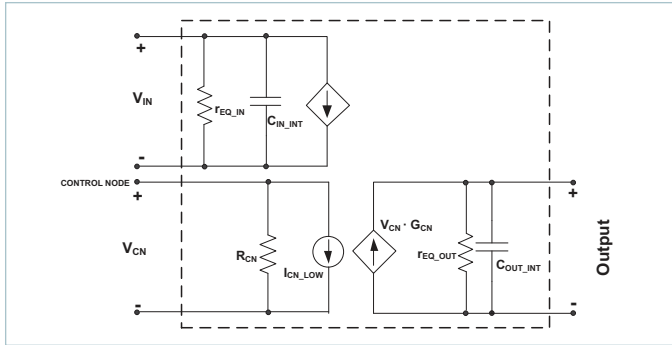 +
V_IN
r_EQ_IN
C_IN_INT
-
CONTROL NODE
+
V_CN
R_CN
I_CN_LOW
-
V_CN · G_CN
r_EQ_OUT
C_OUT_INT
+
Output
-